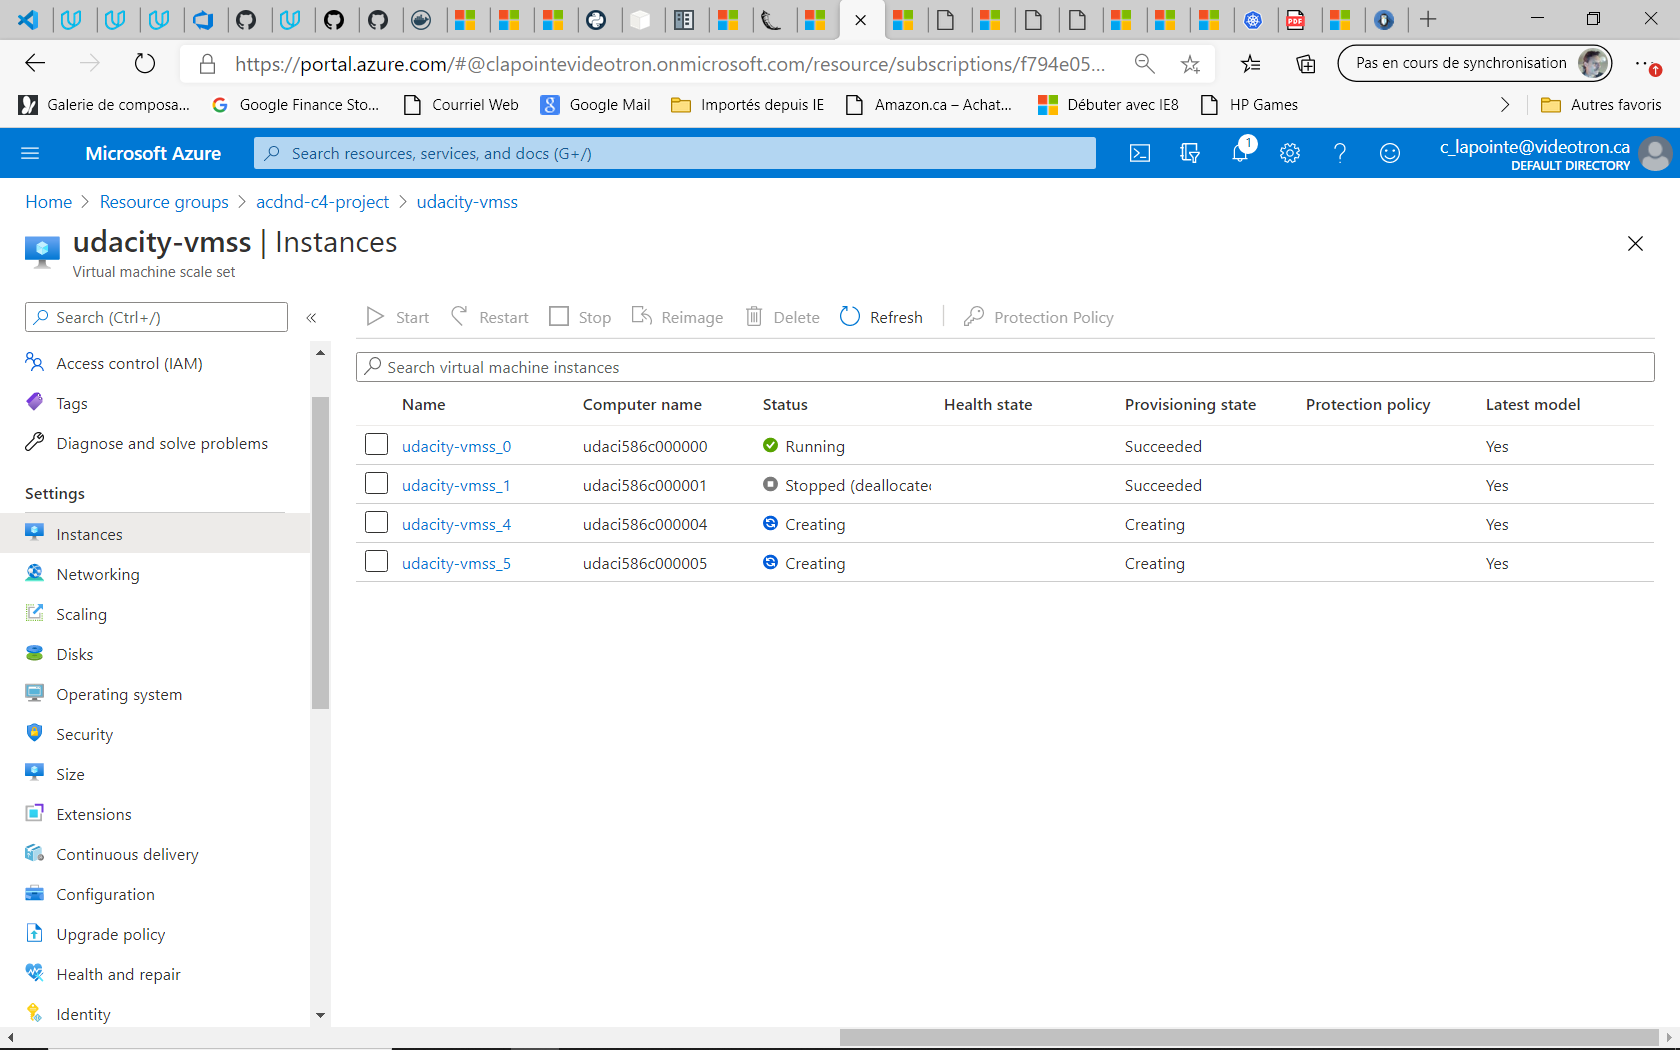 https://portal.azure.com/#@clapointevideotron.onmicrosoft.com/resource/subscriptions/f794e05...
Pas en cours de synchronisation
Galerie de composa...
Google Finance Sto...
Courriel Web
Google Mail
Importés depuis IE
Amazon.ca – Achat...
Débuter avec IE8
HP Games
Autres favoris
Microsoft Azure
Search resources, services, and docs (G+/)
1
c_lapointe@videotron.ca
DEFAULT DIRECTORY
Home > Resource groups > acdnd-c4-project > udacity-vmss
udacity-vmss | Instances
Virtual machine scale set
Search (Ctrl+/)
«
Access control (IAM)
Tags
Diagnose and solve problems
Settings
Instances
Networking
Scaling
Disks
Operating system
Security
Size
Extensions
Continuous delivery
Configuration
Upgrade policy
Health and repair
Identity
Start Restart Stop Reimage Delete Refresh Protection Policy
Search virtual machine instances
Name Computer name Status Health state Provisioning state Protection policy Latest model
udacity-vmss_0 udaci586c000000 Running Succeeded Yes
udacity-vmss_1 udaci586c000001 Stopped (deallocated Succeeded Yes
udacity-vmss_4 udaci586c000004 Creating Creating Yes
udacity-vmss_5 udaci586c000005 Creating Creating Yes